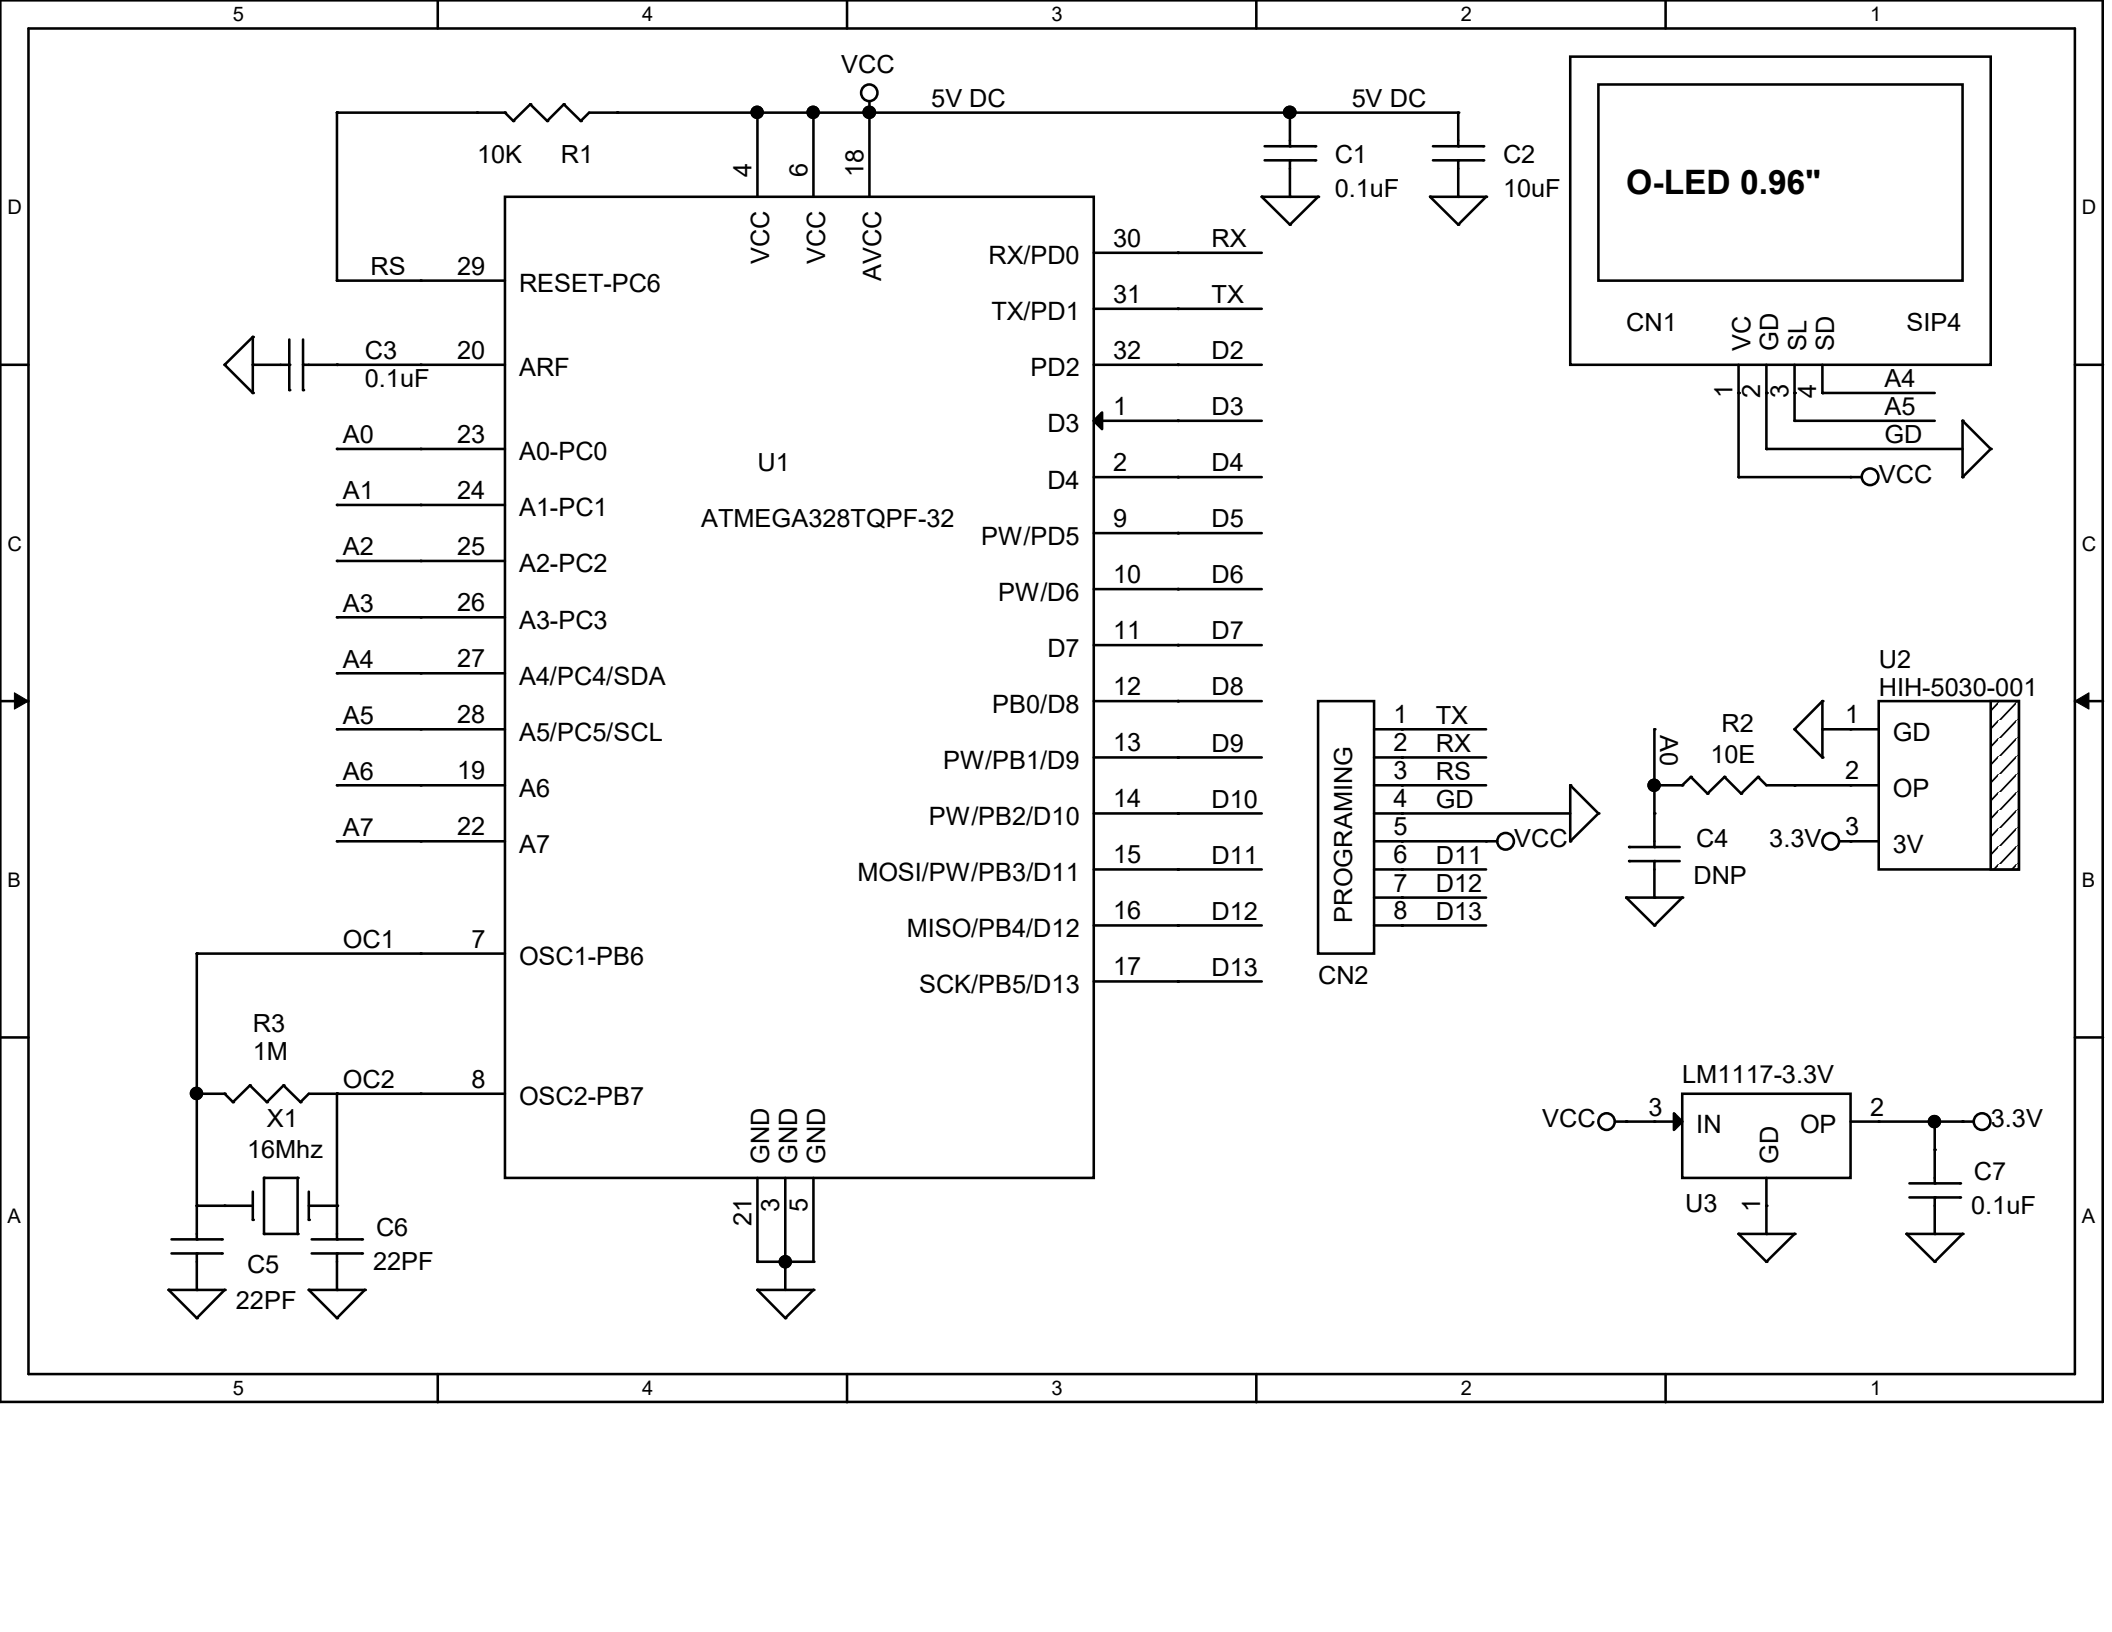 5 4 3 2 1
VCC
5V DC 5V DC
10K R1
4 6 18
C1
0.1uF
C2
10uF
O-LED 0.96"
CN1 SIP4
VC GD SL SD
1 2 3 4
A4
A5
GD
VCC
D D
VCC VCC AVCC
RS 29 RESET-PC6
C3 20 ARF
0.1uF
A0 23 A0-PC0
A1 24 A1-PC1
A2 25 A2-PC2
A3 26 A3-PC3
A4 27 A4/PC4/SDA
A5 28 A5/PC5/SCL
A6 19 A6
A7 22 A7
OC1 7 OSC1-PB6
OC2 8 OSC2-PB7
U1
ATMEGA328TQPF-32
RX/PD0 30 RX
TX/PD1 31 TX
PD2 32 D2
D3 1 D3
D4 2 D4
PW/PD5 9 D5
PW/D6 10 D6
D7 11 D7
PB0/D8 12 D8
PW/PB1/D9 13 D9
PW/PB2/D10 14 D10
MOSI/PW/PB3/D11 15 D11
MISO/PB4/D12 16 D12
SCK/PB5/D13 17 D13
C C
PROGRAMING
1 TX
2 RX
3 RS
4 GD
5 VCC
6 D11
7 D12
8 D13
CN2
U2
HIH-5030-001
1 GD
2 OP
3.3V 3 3V
R2
10E
A0
C4
DNP
B B
R3
1M
X1
16Mhz
C5
22PF
C6
22PF
GND GND GND
21 3 5
LM1117-3.3V
VCC 3 IN GD OP 2 3.3V
U3 1
C7
0.1uF
A A
5 4 3 2 1